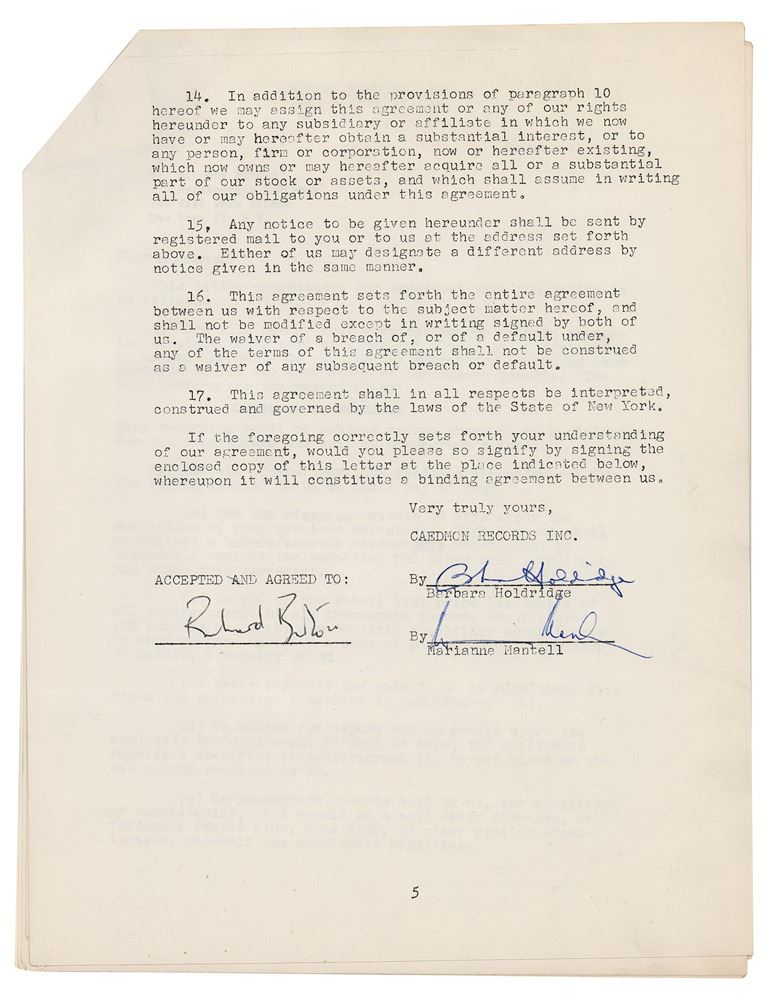 14. In addition to the provisions of paragraph 10
hereof we may assign this agreement or any of our rights
hereunder to any subsidiary or affiliate in which we now
have or may hereafter obtain a substantial interest, or to
any person, firm or corporation, now or hereafter existing,
which now owns or may hereafter acquire all or a substantial
part of our stock or assets, and which shall assume in writing
all of our obligations under this agreement.
15, Any notice to be given hereunder shall be sent by
registered mail to you or to us at the address set forth
above. Either of us may designate a different address by
notice given in the same manner.
16. This agreement sets forth the entire agreement
between us with respect to the subject matter hereof, and
shall not be modified except in writing signed by both of
us. The waiver of a breach of, or of a default under,
any of the terms of this agreement shall not be construed
as a waiver of any subsequent breach or default.
17. This agreement shall in all respects be interpreted,
construed and governed by the laws of the State of New York.
If the foregoing correctly sets forth your understanding
of our agreement, would you please so signify by signing the
enclosed copy of this letter at the place indicated below,
whereupon it will constitute a binding agreement between us.
Very truly yours,
CAEDMON RECORDS INC.
ACCEPTED AND AGREED TO:
Richard Burton
By Holdridge
Barbara Holdridge
By
Marianne Mantell
5